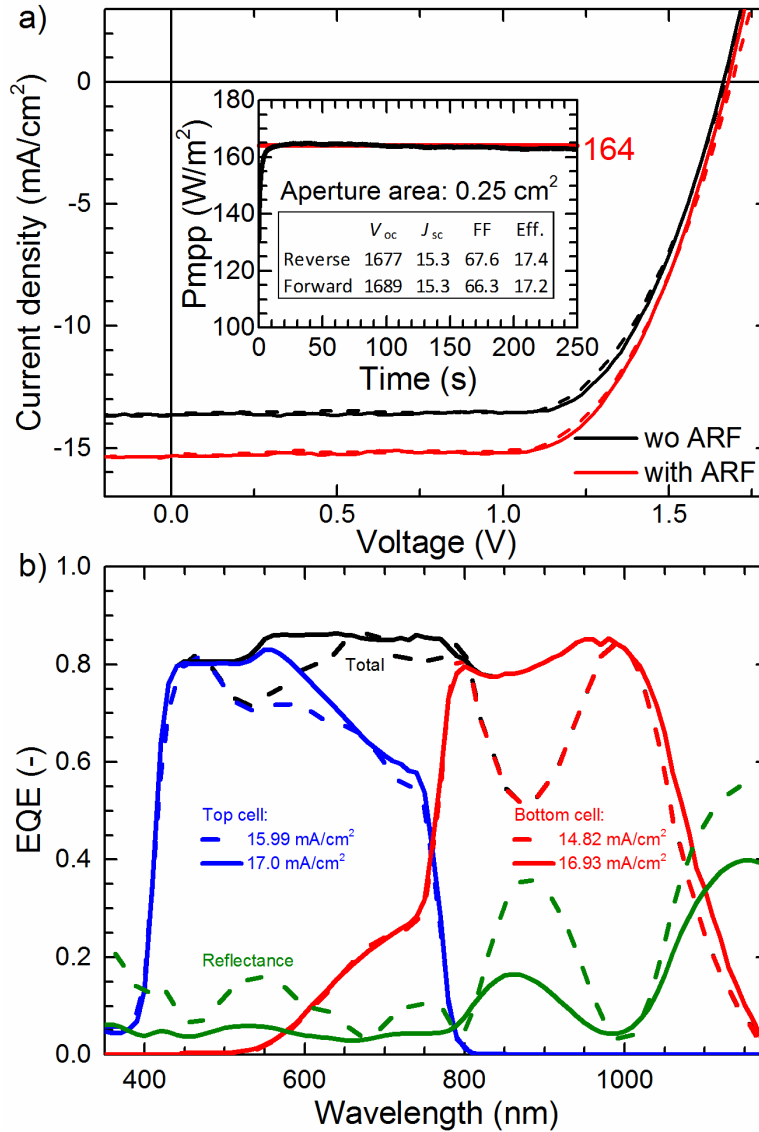 a)
Current density (mA/cm²)
0
-5
-10
-15
0.0 0.5 1.0 1.5
Voltage (V)
Pmpp (W/m²)
180
160
140
120
100
164
Aperture area: 0.25 cm²
Voc Jsc FF Eff.
Reverse 1677 15.3 67.6 17.4
Forward 1689 15.3 66.3 17.2
0 50 100 150 200 250
Time (s)
wo ARF
with ARF
b)
EQE (-)
1.0
0.8
0.6
0.4
0.2
0.0
Total
Top cell:
15.99 mA/cm²
17.0 mA/cm²
Bottom cell:
14.82 mA/cm²
16.93 mA/cm²
Reflectance
400 600 800 1000
Wavelength (nm)